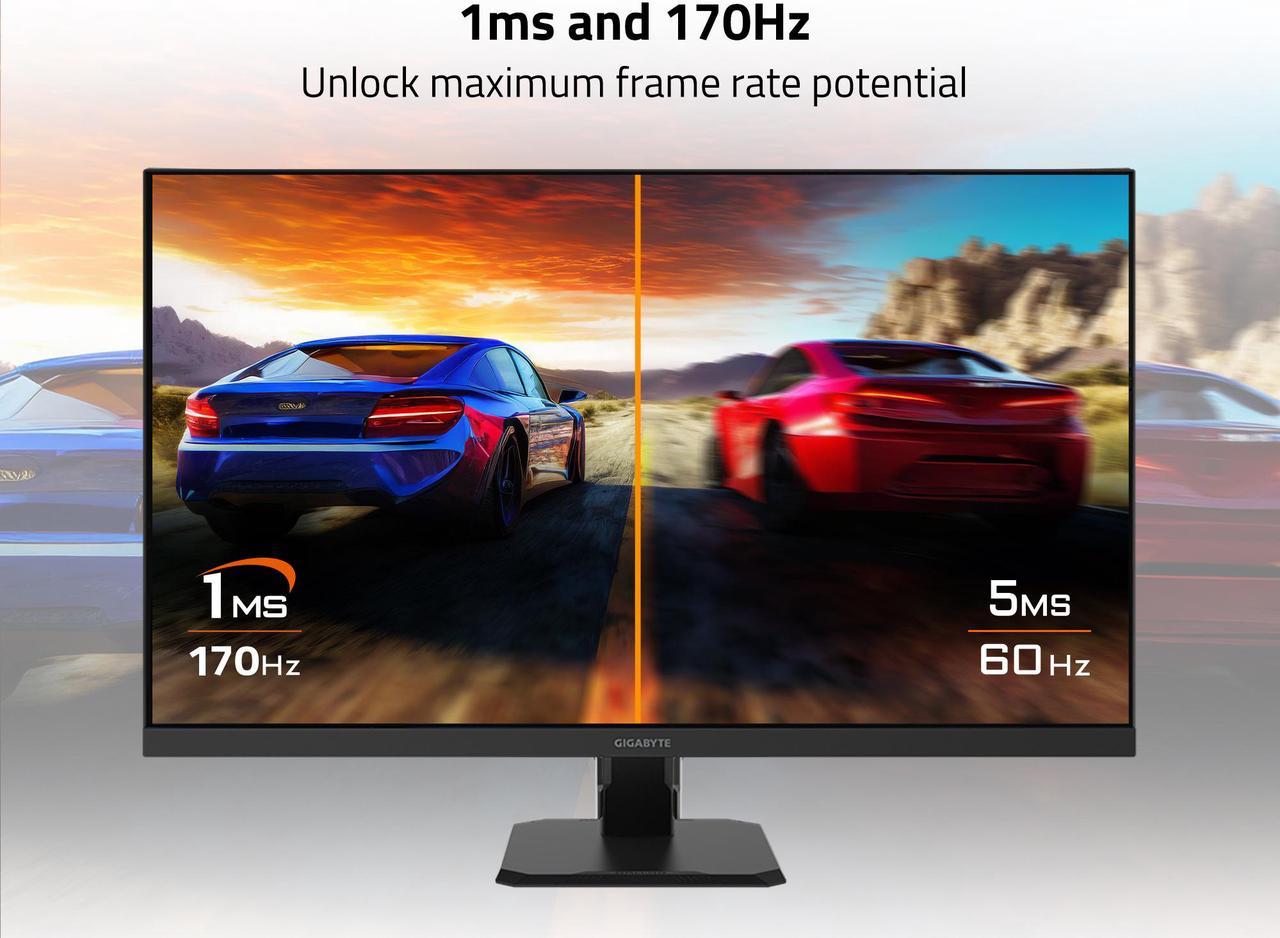 1ms and 170Hz
Unlock maximum frame rate potential
1MS
170Hz
5MS
60Hz
GIGABYTE